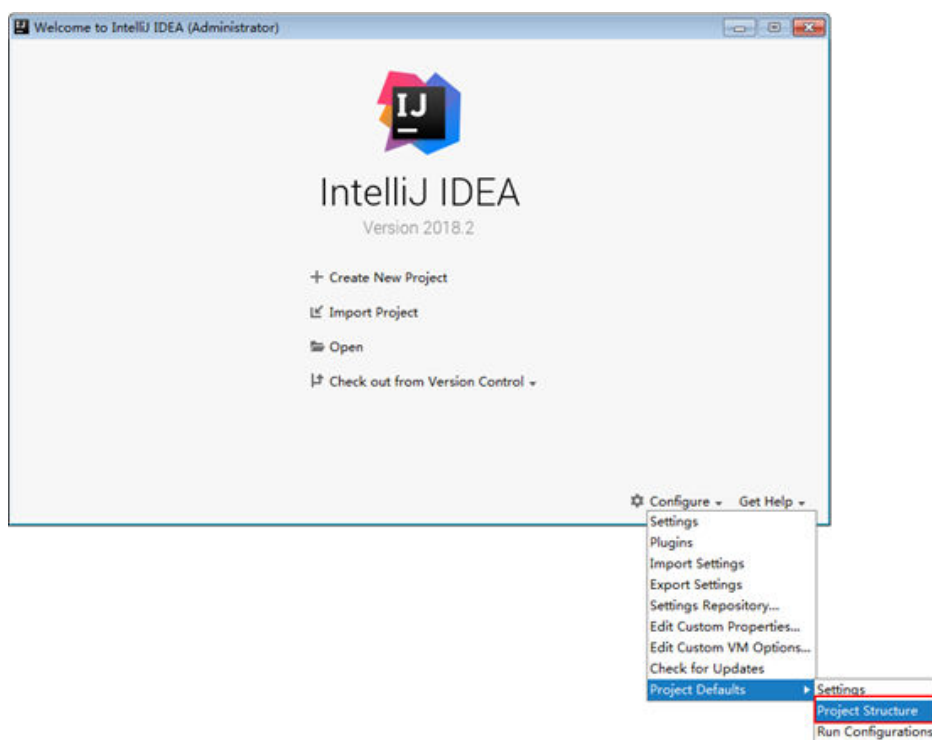 Welcome to IntelliJ IDEA (Administrator)
IJ
IntelliJ IDEA
Version 2018.2
Create New Project
Import Project
Open
Check out from Version Control
Configure Get Help
Settings
Plugins
Import Settings
Export Settings
Settings Repository...
Edit Custom Properties...
Edit Custom VM Options...
Check for Updates
Project Defaults Settings
Project Structure
Run Configurations